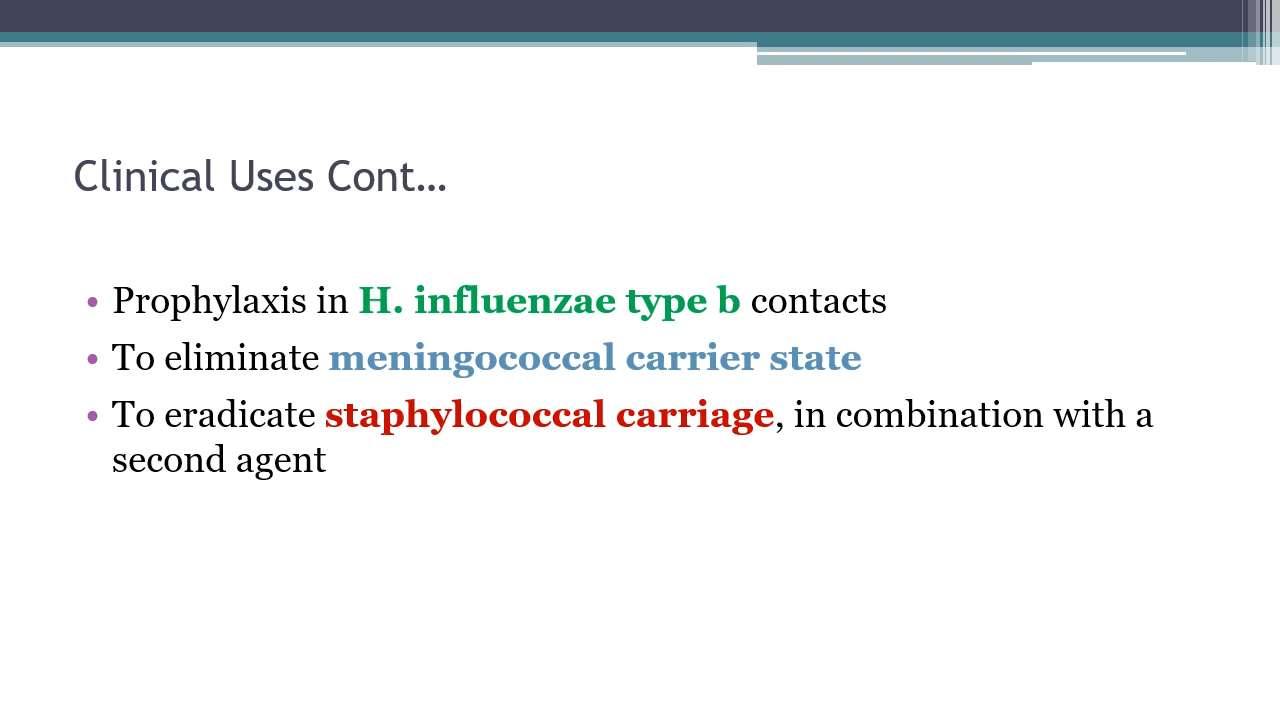 Clinical Uses Cont…
• Prophylaxis in H. influenzae type b contacts
• To eliminate meningococcal carrier state
• To eradicate staphylococcal carriage, in combination with a
second agent